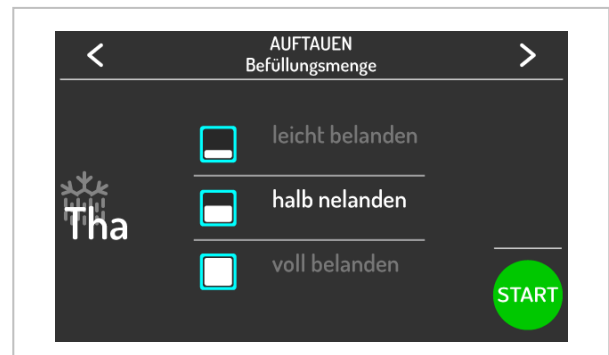 AUFTAUEN
Befüllungsmenge
leicht belanden
halb nelanden
Tha
voll belanden
START